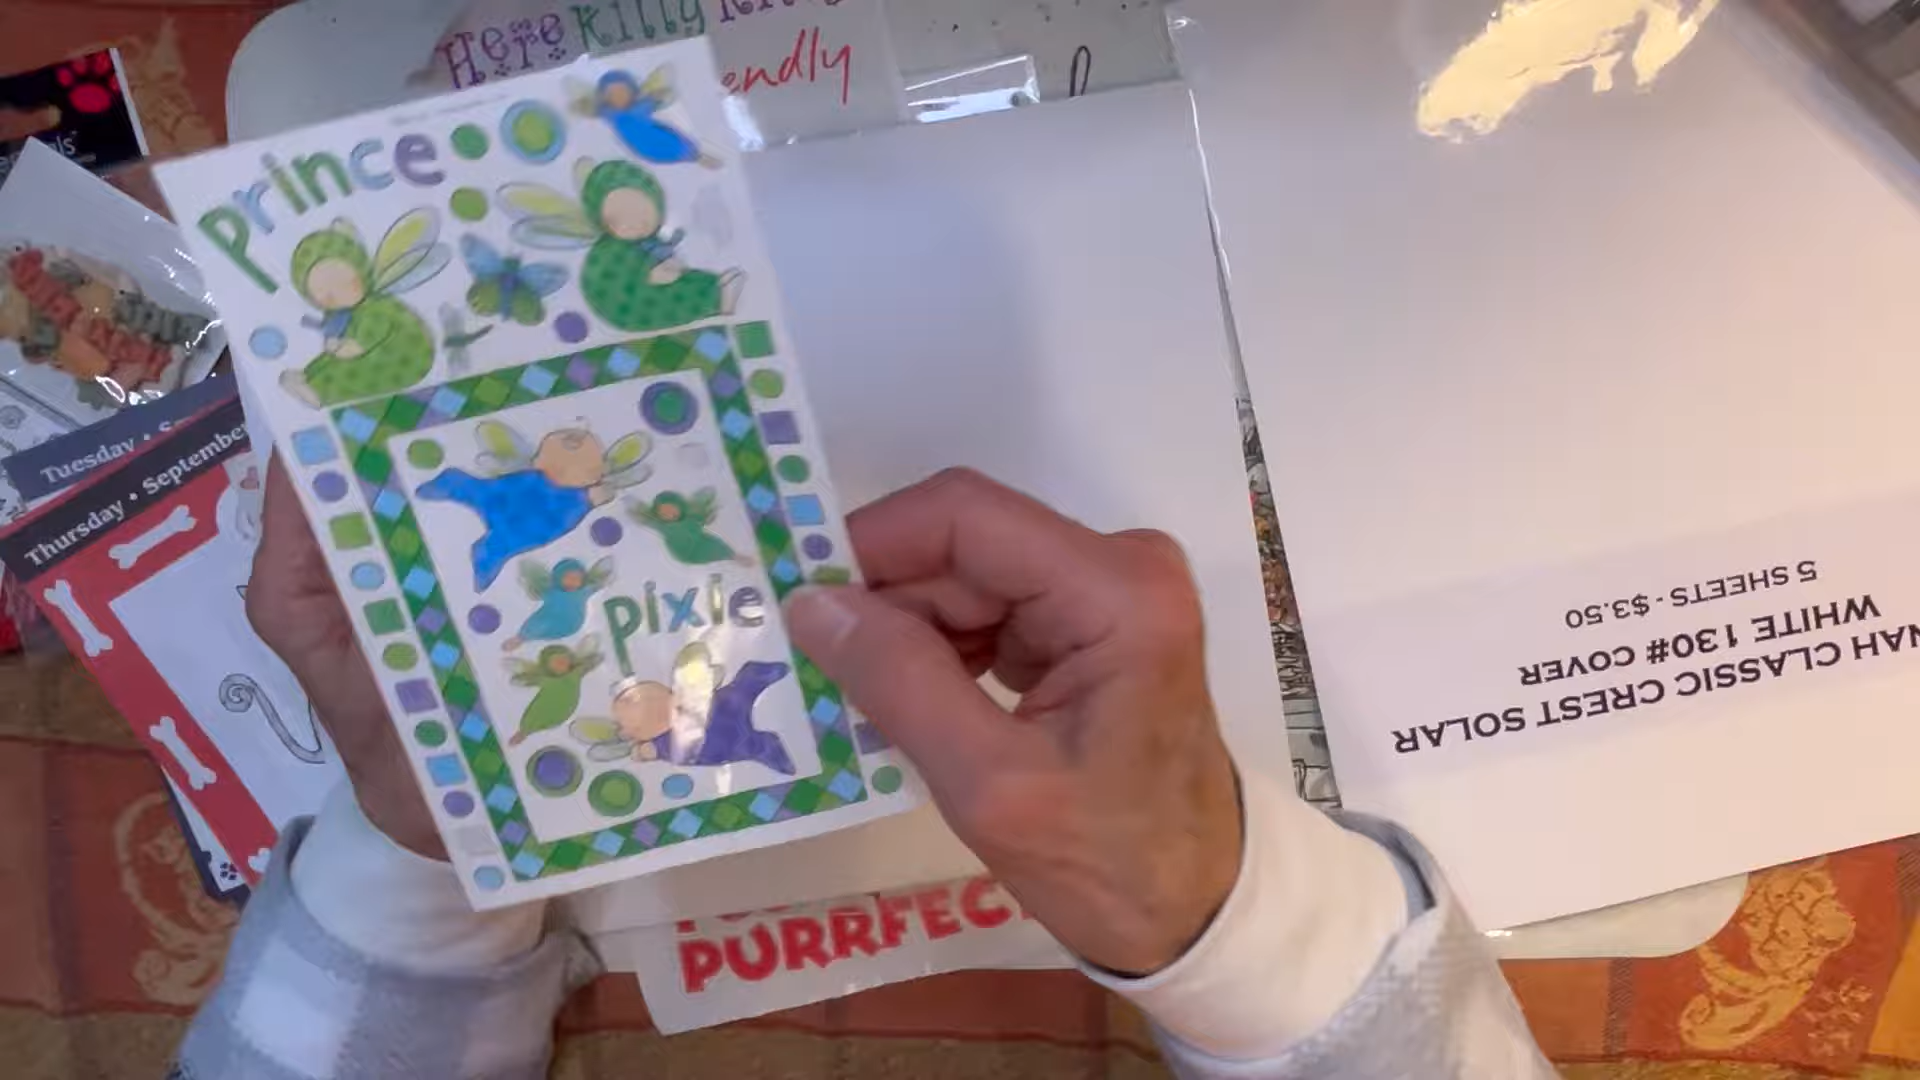 Here Kitty
endly
prince
Tuesday
Thursday • September
pixie
PURRFEC
5 SHEETS - $3.50
WHITE 130# COVER
NAH CLASSIC CREST SOLAR